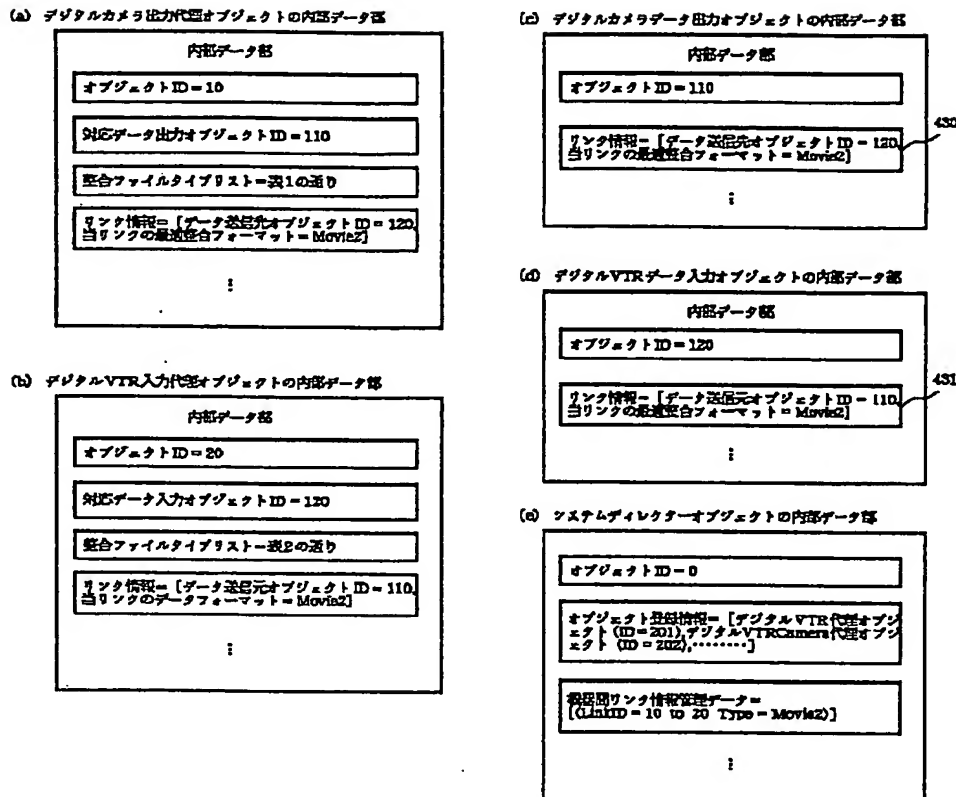 (a) デジタルカメラ出力代理オブジェクトの内部データ部
内部データ部
オブジェクトID=10
対応データ出力オブジェクトID=110
整合ファイルタイプリスト=表1の通り
リンク情報=［データ送信先オブジェクトID=120,
当リンクの最適整合フォーマット=Movie2］
⋮
(b) デジタルVTR入力代理オブジェクトの内部データ部
内部データ部
オブジェクトID=20
対応データ入力オブジェクトID=120
整合ファイルタイプリスト=表2の通り
リンク情報=［データ送信元オブジェクトID=110,
当リンクのデータフォーマット=Movie2］
⋮
(c) デジタルカメラデータ出力オブジェクトの内部データ部
内部データ部
オブジェクトID=110
430
リンク情報=［データ送信先オブジェクトID=120,
当リンクの最適整合フォーマット=Movie2］
⋮
(d) デジタルVTRデータ入力オブジェクトの内部データ部
内部データ部
オブジェクトID=120
431
リンク情報=［データ送信元オブジェクトID=110,
当リンクの最適整合フォーマット=Movie2］
⋮
(e) システムディレクターオブジェクトの内部データ部
内部データ部
オブジェクトID=0
オブジェクト登録情報=［デジタルVTR代理オブジ
ェクト（ID=201),デジタルVTRCamera代理オブジ
ェクト（ID=202),………］
機器間リンク情報管理データ=
[(LinkID=10 to 20 Type=Movie2)]
⋮